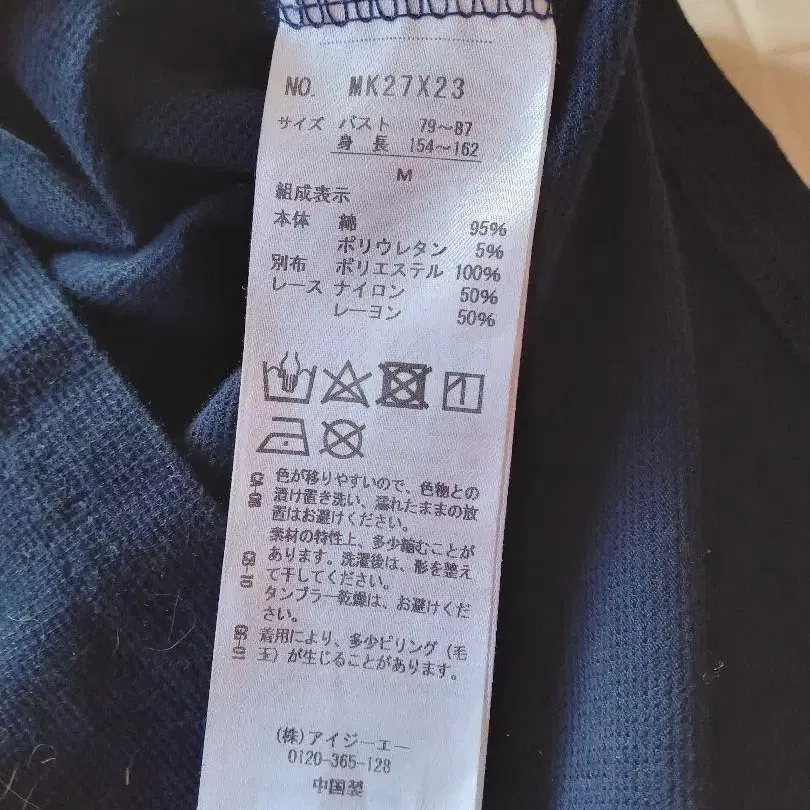 NO. MK27X23
サイズ バスト 79〜87
身長 154〜162
M
組成表示
本体 綿 95%
ポリウレタン 5%
別布 ポリエステル 100%
レース ナイロン 50%
レーヨン 50%
色が移りやすいので、色物との
漬け置き洗い、濡れたままの放
置はお避けください。
素材の特性上、多少縮むことが
あります。洗濯後は、形を整え
て干してください。
タンブラー乾燥は、お避けくだ
さい。
着用により、多少ピリング（毛
玉）が生じることがあります。
(株)アイジーエー
0120-365-128
中国製